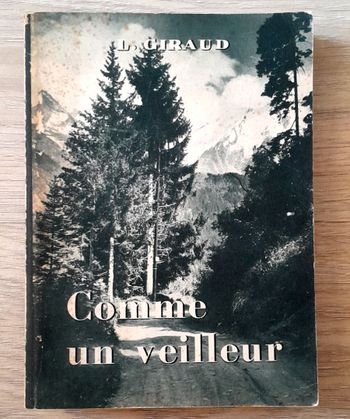 L. GIRAUD
Comme
un veilleur